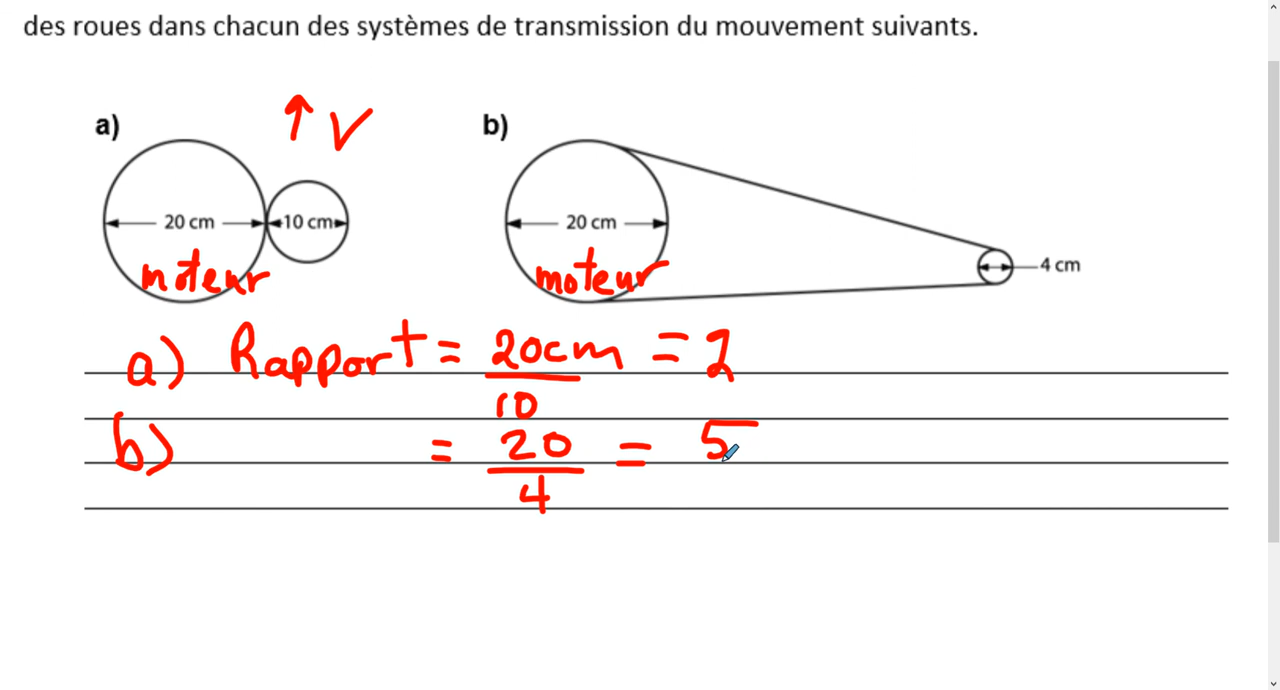 des roues dans chacun des systèmes de transmission du mouvement suivants.
↑ V
a)
20 cm
10 cm
moteur
b)
20 cm
4 cm
moteur
a) Rapport = 20cm/10 = 2
b) = 20/4 = 5